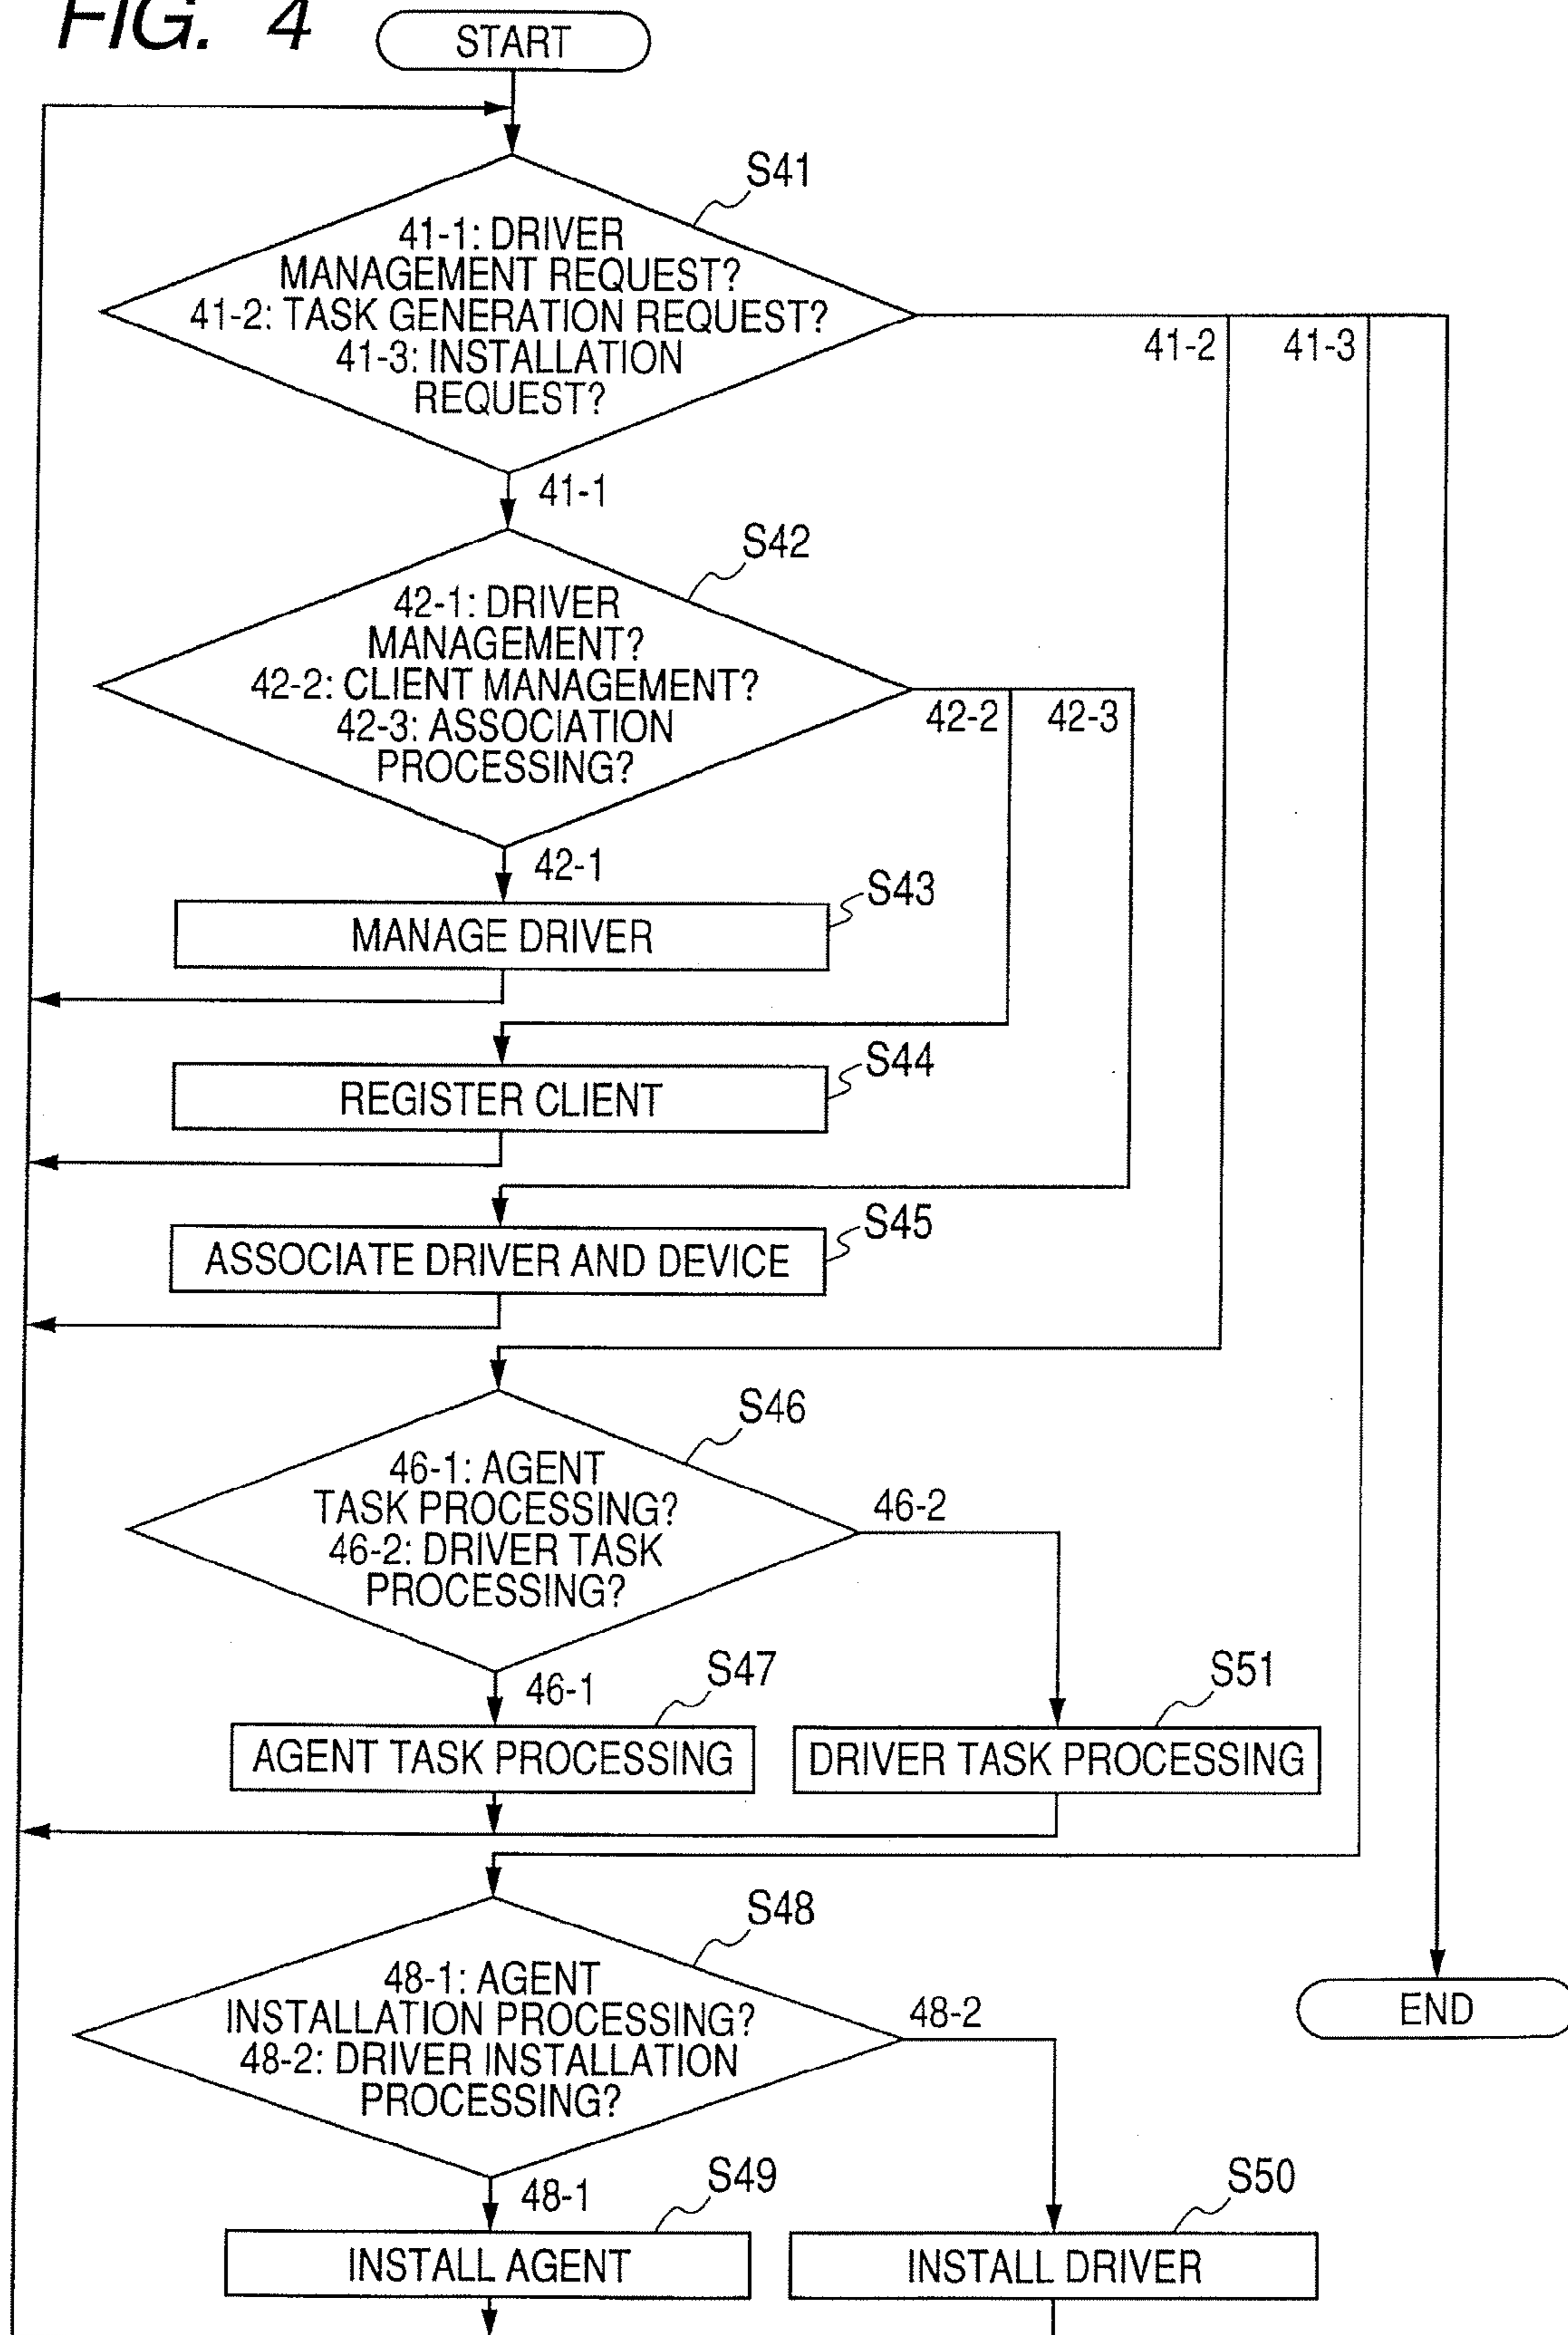 FIG. 4
START
S41
41-1: DRIVER
MANAGEMENT REQUEST?
41-2: TASK GENERATION REQUEST?
41-3: INSTALLATION
REQUEST?
41-2
41-3
41-1
S42
42-1: DRIVER
MANAGEMENT?
42-2: CLIENT MANAGEMENT?
42-3: ASSOCIATION
PROCESSING?
42-2
42-3
42-1
S43
MANAGE DRIVER
S44
REGISTER CLIENT
S45
ASSOCIATE DRIVER AND DEVICE
S46
46-1: AGENT
TASK PROCESSING?
46-2: DRIVER TASK
PROCESSING?
46-2
46-1
S47
S51
AGENT TASK PROCESSING
DRIVER TASK PROCESSING
S48
48-1: AGENT
INSTALLATION PROCESSING?
48-2: DRIVER INSTALLATION
PROCESSING?
48-2
END
48-1
S49
S50
INSTALL AGENT
INSTALL DRIVER